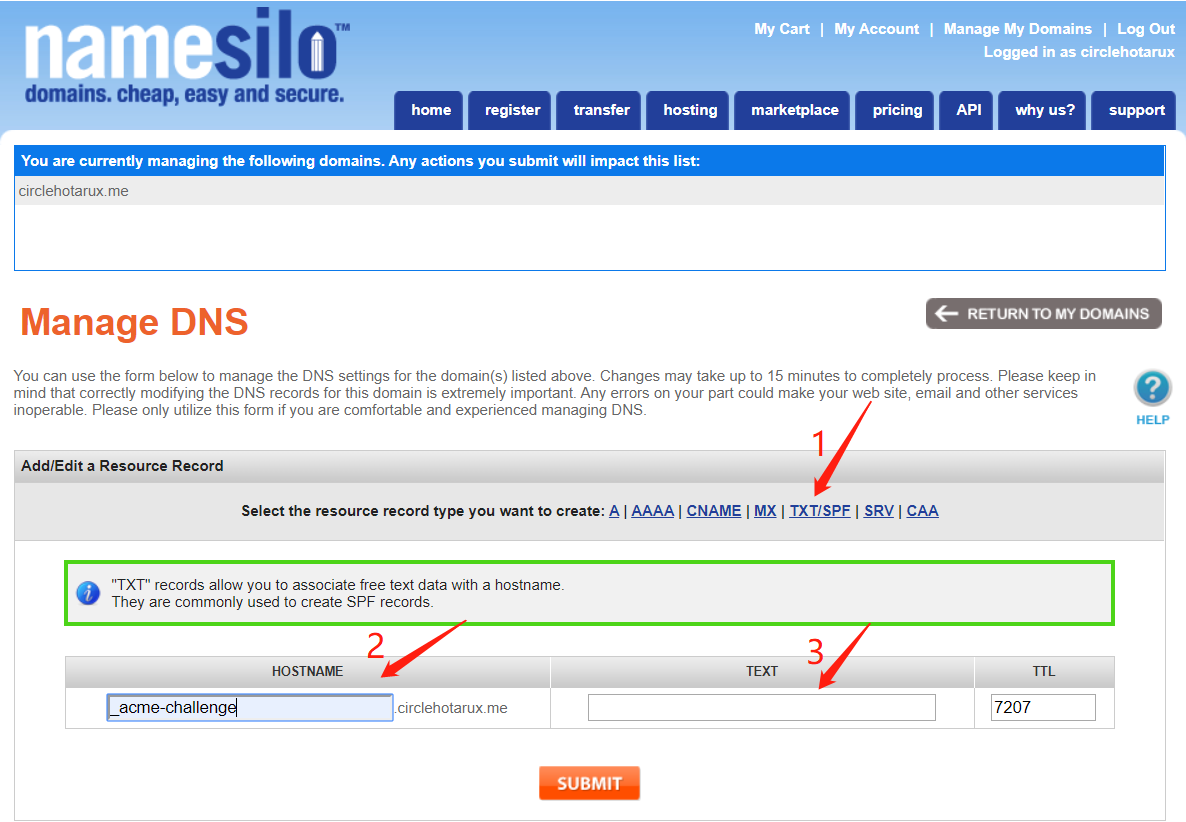 namesilo™
domains. cheap, easy and secure.
My Cart | My Account | Manage My Domains | Log Out
Logged in as circlehotarux
home register transfer hosting marketplace pricing API why us? support
You are currently managing the following domains. Any actions you submit will impact this list:
circlehotarux.me
Manage DNS
RETURN TO MY DOMAINS
You can use the form below to manage the DNS settings for the domain(s) listed above. Changes may take up to 15 minutes to completely process. Please keep in
mind that correctly modifying the DNS records for this domain is extremely important. Any errors on your part could make your web site, email and other services
inoperable. Please only utilize this form if you are comfortable and experienced managing DNS.
?
HELP
1
Add/Edit a Resource Record
Select the resource record type you want to create: A | AAAA | CNAME | MX | TXT/SPF | SRV | CAA
i
"TXT" records allow you to associate free text data with a hostname.
They are commonly used to create SPF records.
2
3
HOSTNAME TEXT TTL
_acme-challenge .circlehotarux.me 7207
SUBMIT